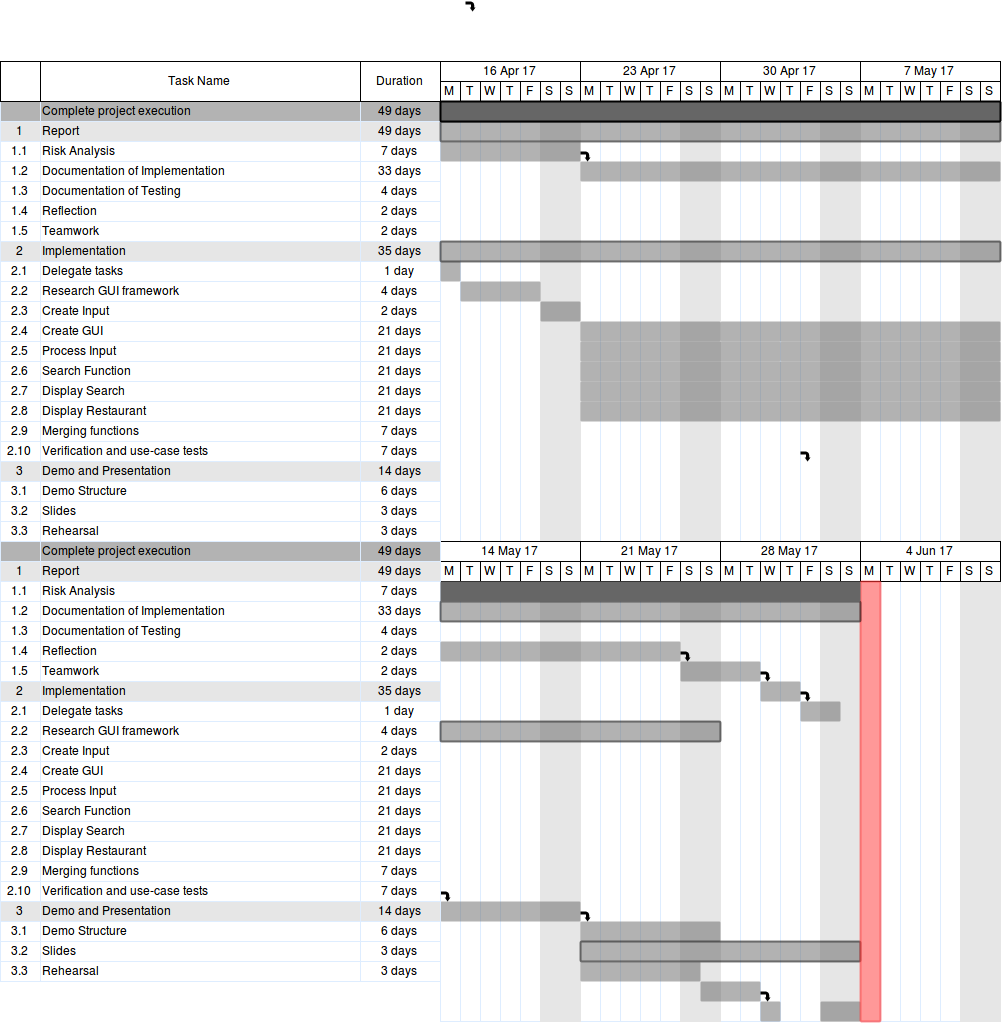 Task Name Duration 16 Apr 17 23 Apr 17 30 Apr 17 7 May 17
M T W T F S S M T W T F S S M T W T F S S M T W T F S S
Complete project execution 49 days
1 Report 49 days
1.1 Risk Analysis 7 days
1.2 Documentation of Implementation 33 days
1.3 Documentation of Testing 4 days
1.4 Reflection 2 days
1.5 Teamwork 2 days
2 Implementation 35 days
2.1 Delegate tasks 1 day
2.2 Research GUI framework 4 days
2.3 Create Input 2 days
2.4 Create GUI 21 days
2.5 Process Input 21 days
2.6 Search Function 21 days
2.7 Display Search 21 days
2.8 Display Restaurant 21 days
2.9 Merging functions 7 days
2.10 Verification and use-case tests 7 days
3 Demo and Presentation 14 days
3.1 Demo Structure 6 days
3.2 Slides 3 days
3.3 Rehearsal 3 days
Complete project execution 49 days 14 May 17 21 May 17 28 May 17 4 Jun 17
1 Report 49 days M T W T F S S M T W T F S S M T W T F S S M T W T F S S
1.1 Risk Analysis 7 days
1.2 Documentation of Implementation 33 days
1.3 Documentation of Testing 4 days
1.4 Reflection 2 days
1.5 Teamwork 2 days
2 Implementation 35 days
2.1 Delegate tasks 1 day
2.2 Research GUI framework 4 days
2.3 Create Input 2 days
2.4 Create GUI 21 days
2.5 Process Input 21 days
2.6 Search Function 21 days
2.7 Display Search 21 days
2.8 Display Restaurant 21 days
2.9 Merging functions 7 days
2.10 Verification and use-case tests 7 days
3 Demo and Presentation 14 days
3.1 Demo Structure 6 days
3.2 Slides 3 days
3.3 Rehearsal 3 days